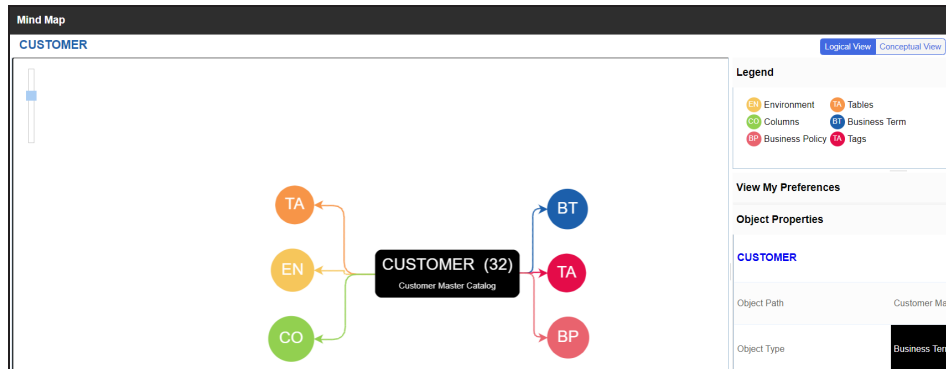 Mind Map
CUSTOMER
Logical View Conceptual View
Legend
EN Environment TA Tables
CO Columns BT Business Term
BP Business Policy TA Tags
View My Preferences
Object Properties
CUSTOMER
Object Path Customer Ma
Object Type Business Ter
TA
BT
EN
CUSTOMER (32)
Customer Master Catalog
TA
CO
BP